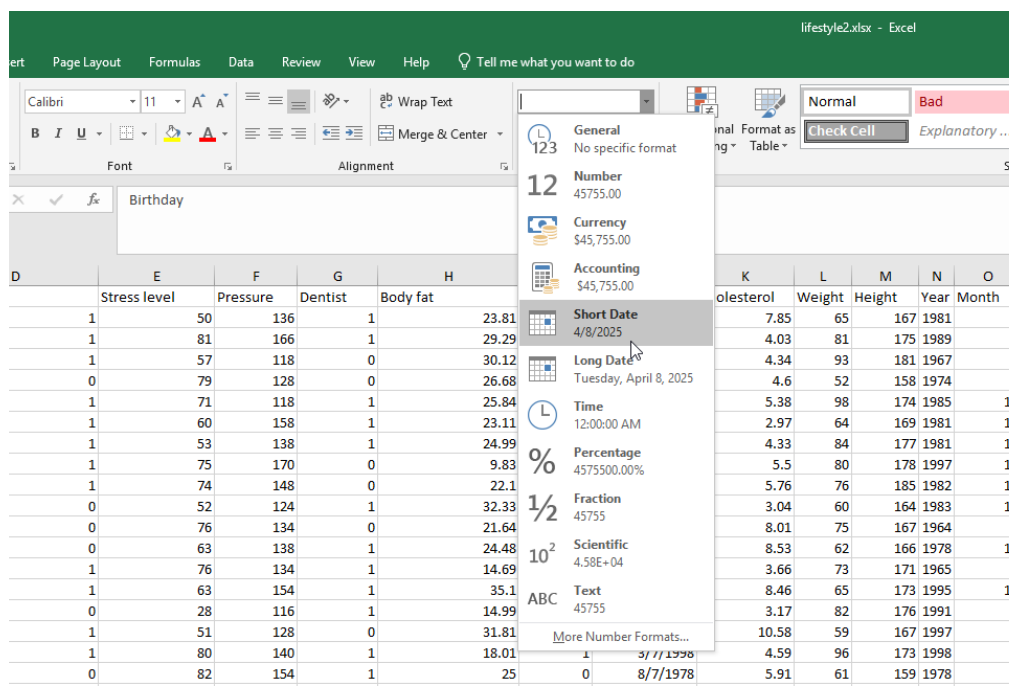 lifestyle2.xlsx - Excel
ert Page Layout Formulas Data Review View Help Tell me what you want to do
Calibri 11 A A ab Wrap Text Normal Bad
B I U A Merge & Center nal Format as Check Cell Explanatory ...
ng Table
Font Alignment S
fx Birthday
General
123 No specific format
12 Number
45755.00
Currency
$45,755.00
Accounting
$45,755.00
Short Date
4/8/2025
Long Date
Tuesday, April 8, 2025
Time
12:00:00 AM
% Percentage
4575500.00%
1/2 Fraction
45755
10² Scientific
4.58E+04
ABC Text
45755
More Number Formats...
D E F G H K L M N O
Stress level Pressure Dentist Body fat olesterol Weight Height Year Month
1 50 136 1 23.81 7.85 65 167 1981
1 81 166 1 29.29 4.03 81 175 1989
1 57 118 0 30.12 4.34 93 181 1967
0 79 128 0 26.68 4.6 52 158 1974
1 71 118 1 25.84 5.38 98 174 1985 1
1 60 158 1 23.11 2.97 64 169 1981 1
1 53 138 1 24.99 4.33 84 177 1981 1
1 75 170 0 9.83 5.5 80 178 1997 1
1 74 148 0 22.1 5.76 76 185 1982 1
0 52 124 1 32.33 3.04 60 164 1983 1
0 76 134 0 21.64 8.01 75 167 1964
0 63 138 1 24.48 8.53 62 166 1978 1
1 76 134 1 14.69 3.66 73 171 1965
1 63 154 1 35.1 8.46 65 173 1995 1
0 28 116 1 14.99 3.17 82 176 1991
1 51 128 0 31.81 10.58 59 167 1997
1 80 140 1 18.01 1 3/7/1998 4.59 96 173 1998
0 82 154 1 25 0 8/7/1978 5.91 61 159 1978